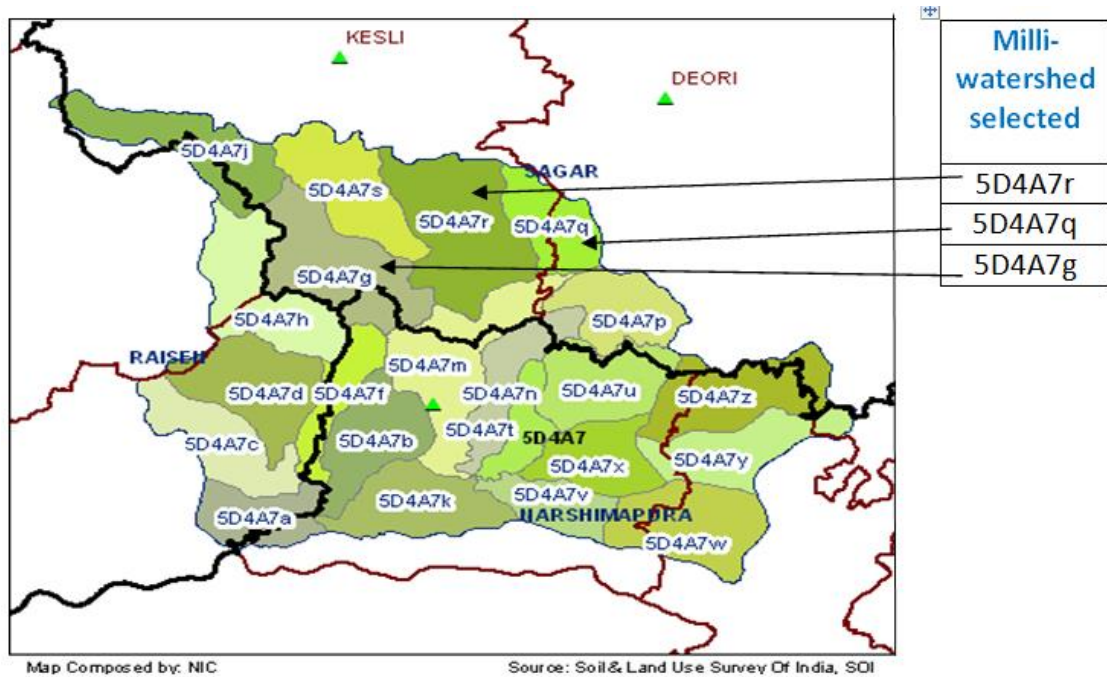 KESLI
DEORI
5D4A7j
5D4A7s
SAGAR
5D4A7r
5D4A7q
5D4A7g
5D4A7h
5D4A7p
RAISEN
5D4A7m
5D4A7d
5D4A7f
5D4A7n
5D4A7u
5D4A7z
5D4A7c
5D4A7b
5D4A7t
5D4A7
5D4A7x
5D4A7y
5D4A7a
5D4A7k
5D4A7v
HARSHIMAPURA
5D4A7w
Map Composed by: NIC
Source: Soil & Land Use Survey Of India, SOI
Milli-
watershed
selected
5D4A7r
5D4A7q
5D4A7g